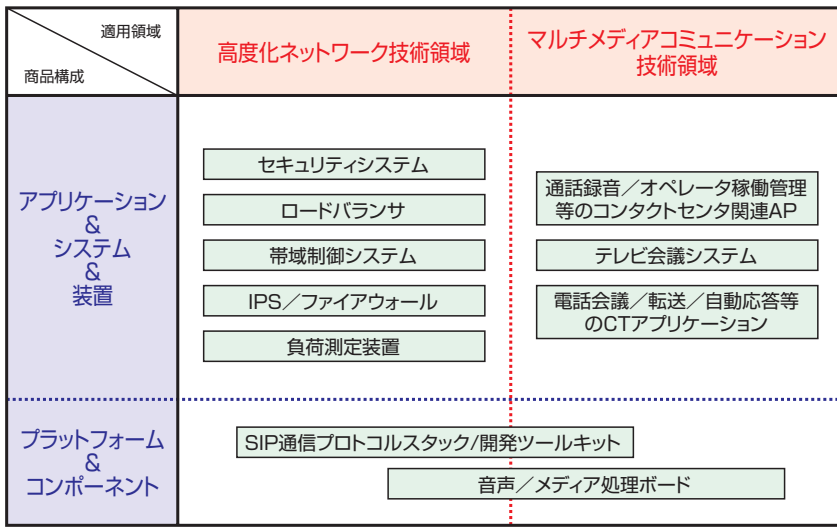 適用領域
商品構成
高度化ネットワーク技術領域
マルチメディアコミュニケーション
技術領域
アプリケーション
&
システム
&
装置
セキュリティシステム
ロードバランサ
帯域制御システム
IPS／ファイアウォール
負荷測定装置
通話録音／オペレータ稼働管理
等のコンタクトセンタ関連AP
テレビ会議システム
電話会議／転送／自動応答等
のCTアプリケーション
プラットフォーム
&
コンポーネント
SIP通信プロトコルスタック/開発ツールキット
音声／メディア処理ボード